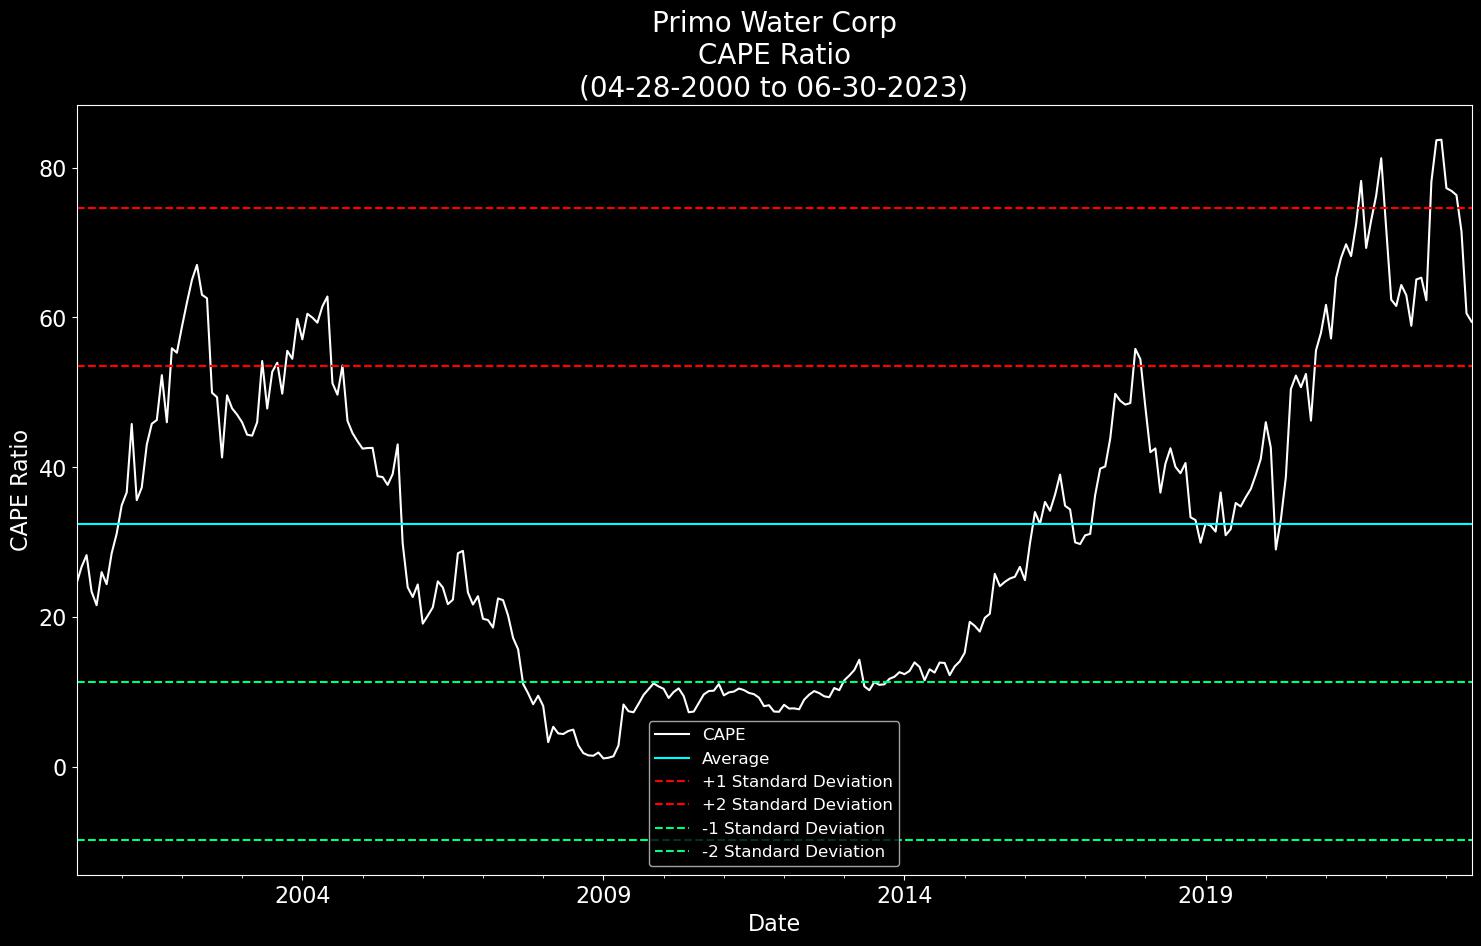 Primo Water Corp
CAPE Ratio
(04-28-2000 to 06-30-2023)
80
60
40
20
0
CAPE Ratio
CAPE
Average
+1 Standard Deviation
+2 Standard Deviation
-1 Standard Deviation
-2 Standard Deviation
2004
2009
2014
2019
Date